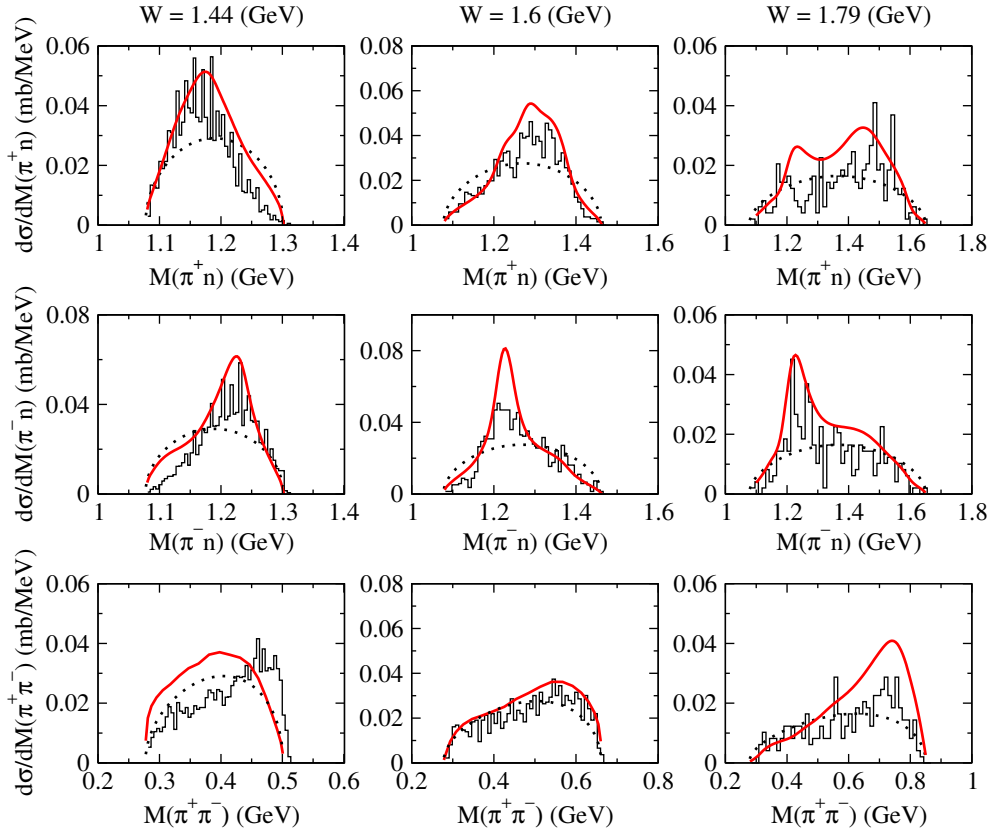 W = 1.44 (GeV) W = 1.6 (GeV) W = 1.79 (GeV)
dσ/dM(π⁺n) (mb/MeV)
0.06 0.08 0.06
0.04 0.06 0.04
0.02 0.04 0.02
0 0.02 0
0
1 1.1 1.2 1.3 1.4 1 1.2 1.4 1.6 1 1.2 1.4 1.6 1.8
M(π⁺n) (GeV) M(π⁺n) (GeV) M(π⁺n) (GeV)
dσ/dM(π⁻n) (mb/MeV)
0.08 0.08 0.06
0.04 0.04 0.04
0 0 0.02
0
1 1.1 1.2 1.3 1.4 1 1.2 1.4 1.6 1 1.2 1.4 1.6 1.8
M(π⁻n) (GeV) M(π⁻n) (GeV) M(π⁻n) (GeV)
dσ/dM(π⁺π⁻) (mb/MeV)
0.06 0.08 0.06
0.04 0.06 0.04
0.02 0.04 0.02
0 0.02 0
0
0.2 0.3 0.4 0.5 0.6 0.2 0.4 0.6 0.8 0.2 0.4 0.6 0.8 1
M(π⁺π⁻) (GeV) M(π⁺π⁻) (GeV) M(π⁺π⁻) (GeV)